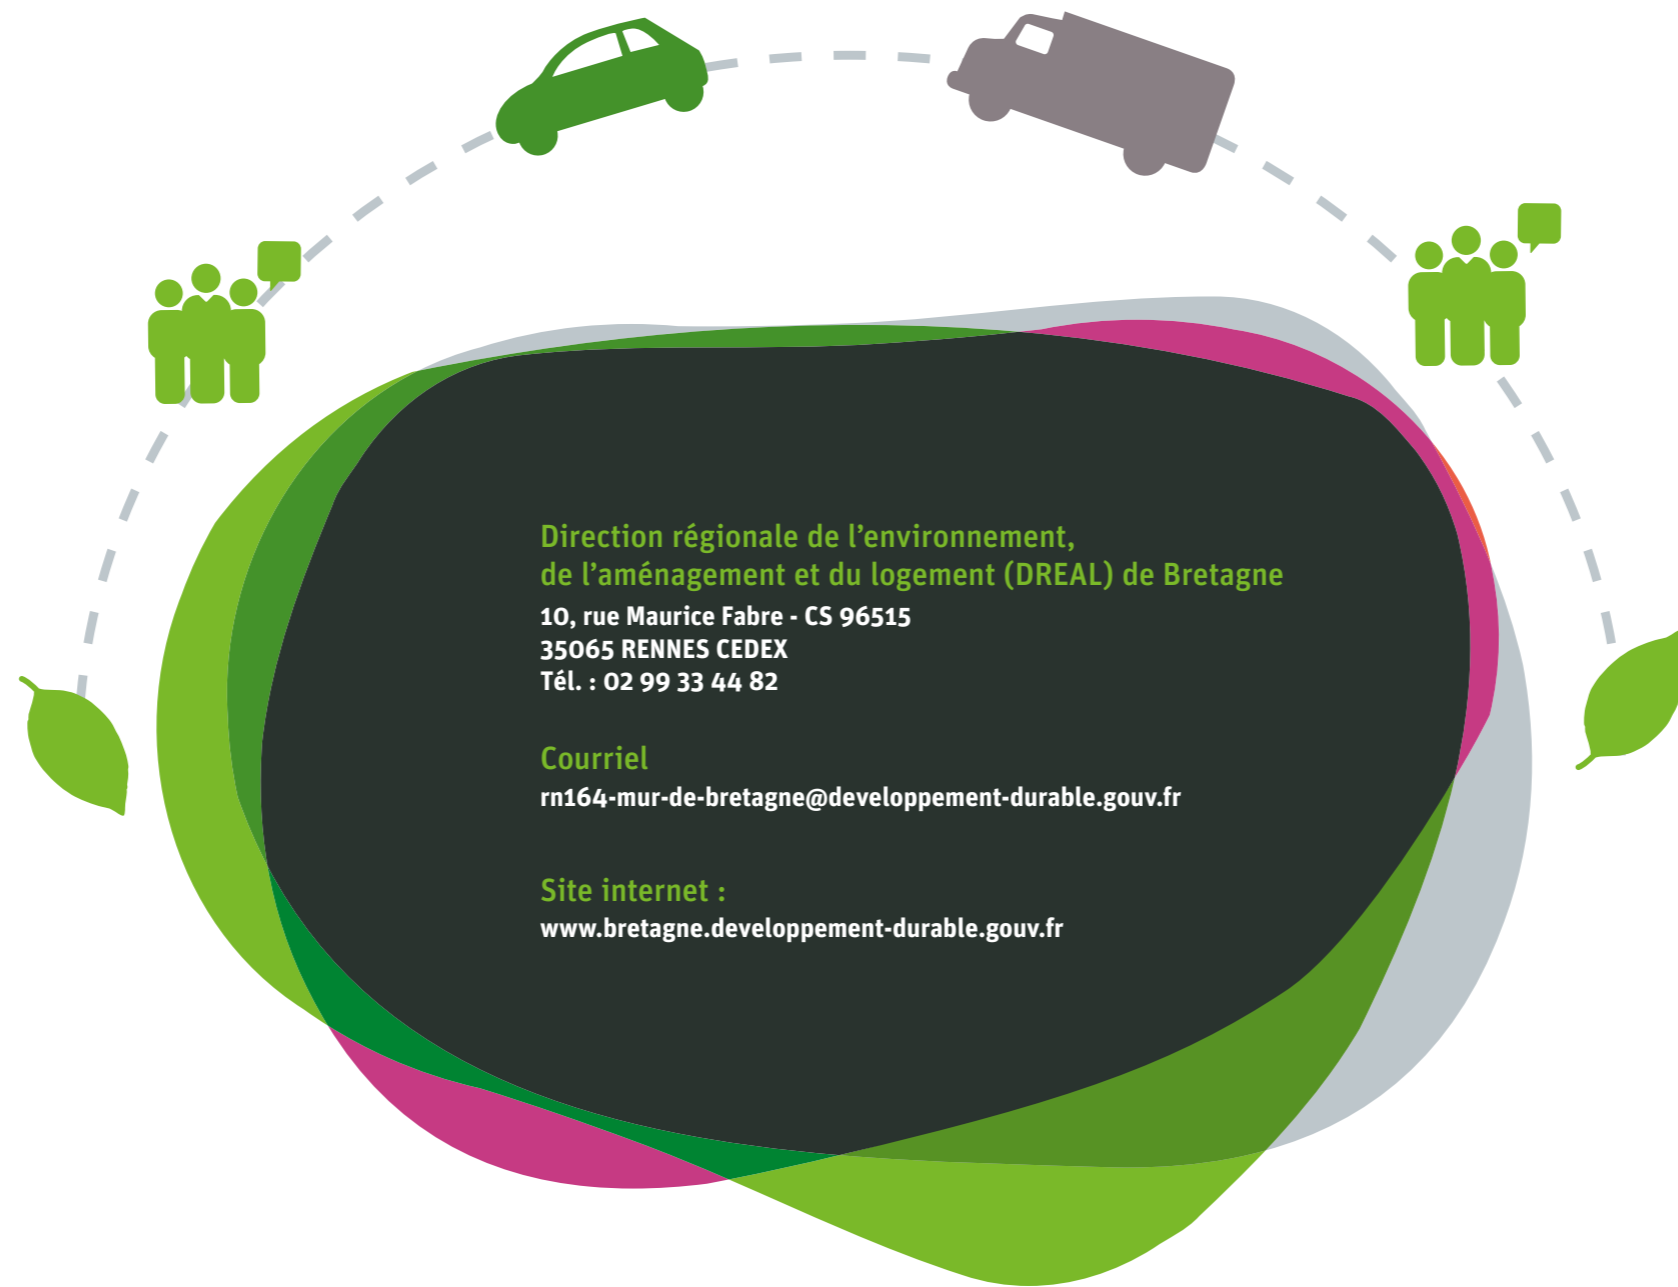 Direction régionale de l’environnement,
de l’aménagement et du logement (DREAL) de Bretagne
10, rue Maurice Fabre - CS 96515
35065 RENNES CEDEX
Tél. : 02 99 33 44 82
Courriel
rn164-mur-de-bretagne@developpement-durable.gouv.fr
Site internet :
www.bretagne.developpement-durable.gouv.fr